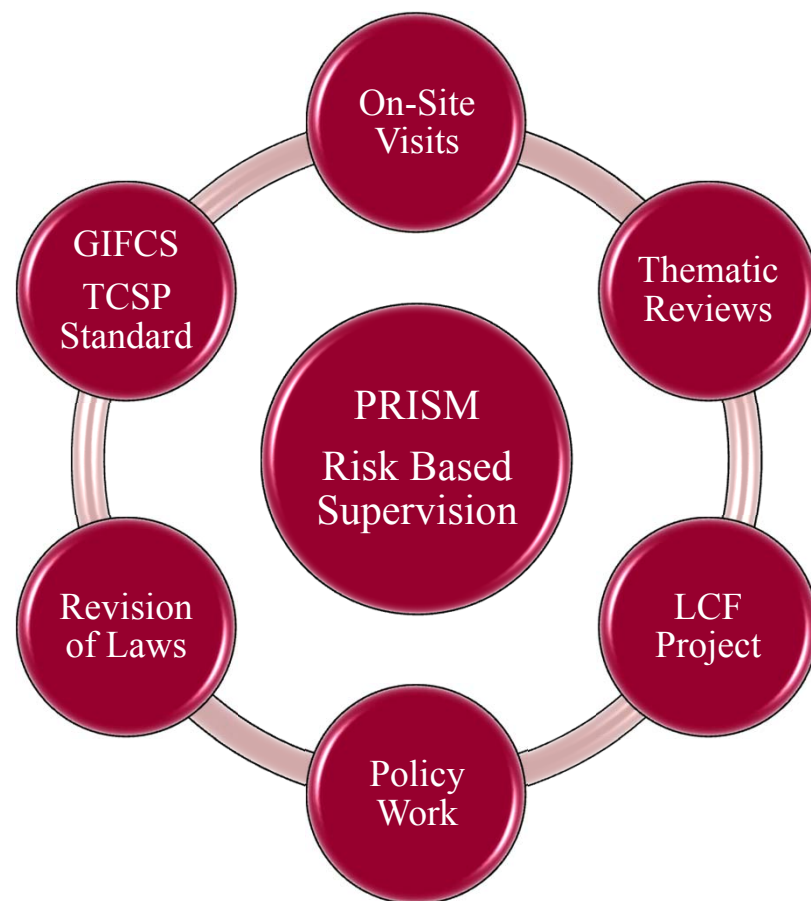 On-Site
Visits
Thematic
Reviews
LCF
Project
Policy
Work
Revision
of Laws
GIFCS
TCSP
Standard
PRISM
Risk Based
Supervision